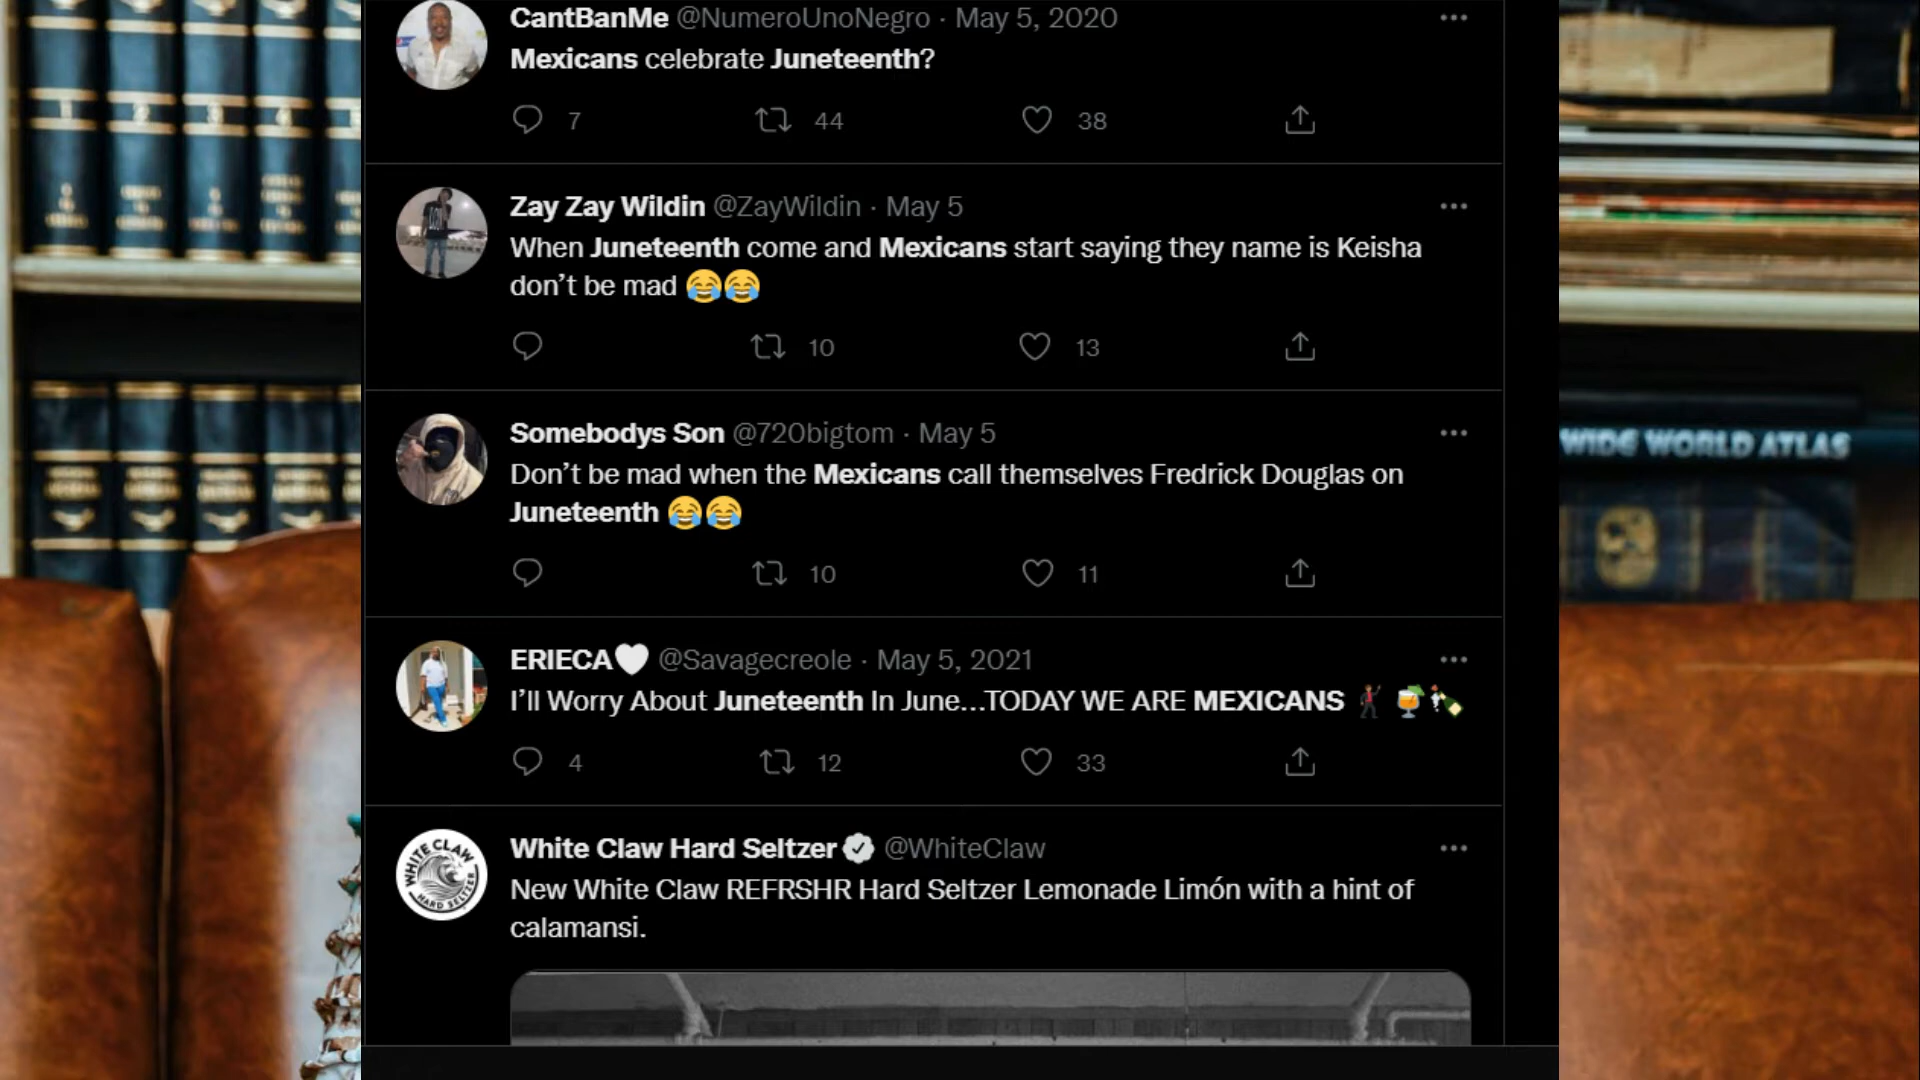 CantBanMe @NumeroUnoNegro · May 5, 2020
Mexicans celebrate Juneteenth?
7 44 38
Zay Zay Wildin @ZayWildin · May 5
When Juneteenth come and Mexicans start saying they name is Keisha
don’t be mad 😂😂
10 13
Somebodys Son @720bigtom · May 5
Don’t be mad when the Mexicans call themselves Fredrick Douglas on
Juneteenth 😂😂
10 11
ERIECA🤍 @Savagecreole · May 5, 2021
I’ll Worry About Juneteenth In June...TODAY WE ARE MEXICANS 🕺🏿 🍹🍾
4 12 33
White Claw Hard Seltzer @WhiteClaw
New White Claw REFRSHR Hard Seltzer Lemonade Limón with a hint of
calamansi.
WHITE CLAW
HARD SELTZER
WIDE WORLD ATLAS